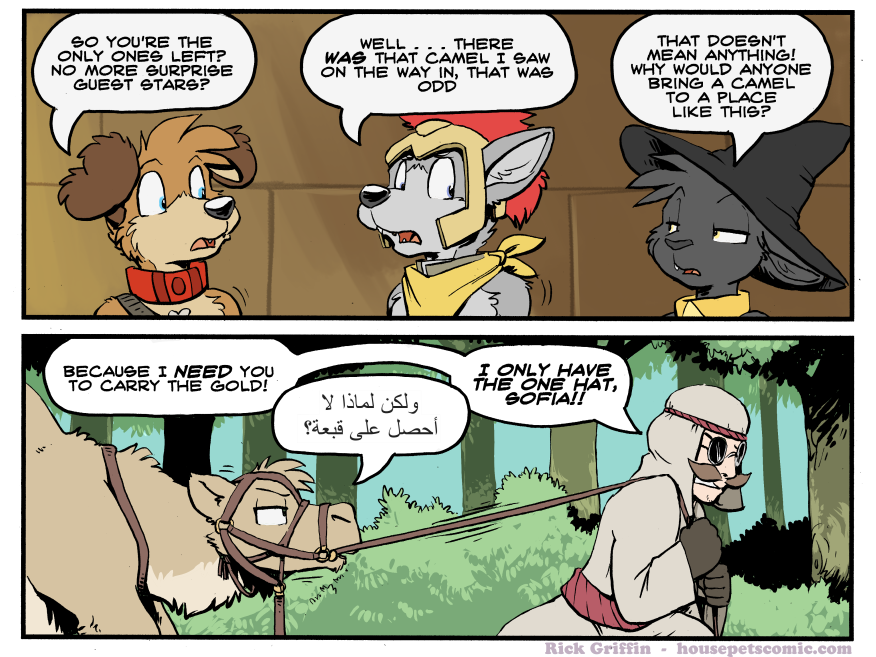 SO YOU'RE THE
ONLY ONES LEFT?
NO MORE SURPRISE
GUEST STARS?
WELL . . . THERE
WAS THAT CAMEL I SAW
ON THE WAY IN, THAT WAS
ODD
THAT DOESN'T
MEAN ANYTHING!
WHY WOULD ANYONE
BRING A CAMEL
TO A PLACE
LIKE THIS?
BECAUSE I NEED YOU
TO CARRY THE GOLD!
ولكن لماذا لا
أحصل على قبعة؟
I ONLY HAVE
THE ONE HAT,
SOFIA!!
Rick Griffin - housepetscomic.com